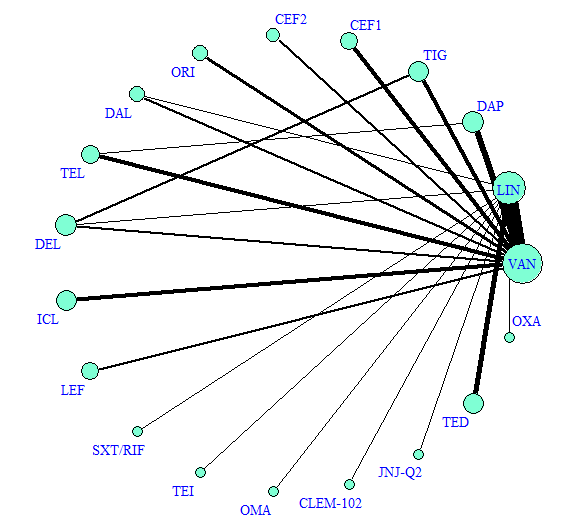 CEF2
CEF1
TIG
ORI
DAP
DAL
TEL
LIN
DEL
VAN
ICL
OXA
LEF
TED
SXT/RIF
JNJ-Q2
TEI
CLEM-102
OMA